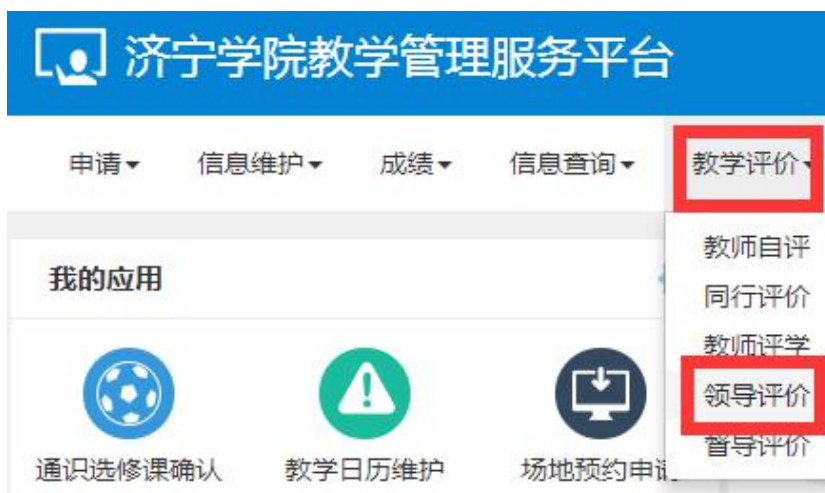 济宁学院教学管理服务平台
申请 信息维护 成绩 信息查询 教学评价
教师自评
我的应用
同行评价
教师评学
领导评价
督导评价
通识选修课确认 教学日历维护 场地预约申请